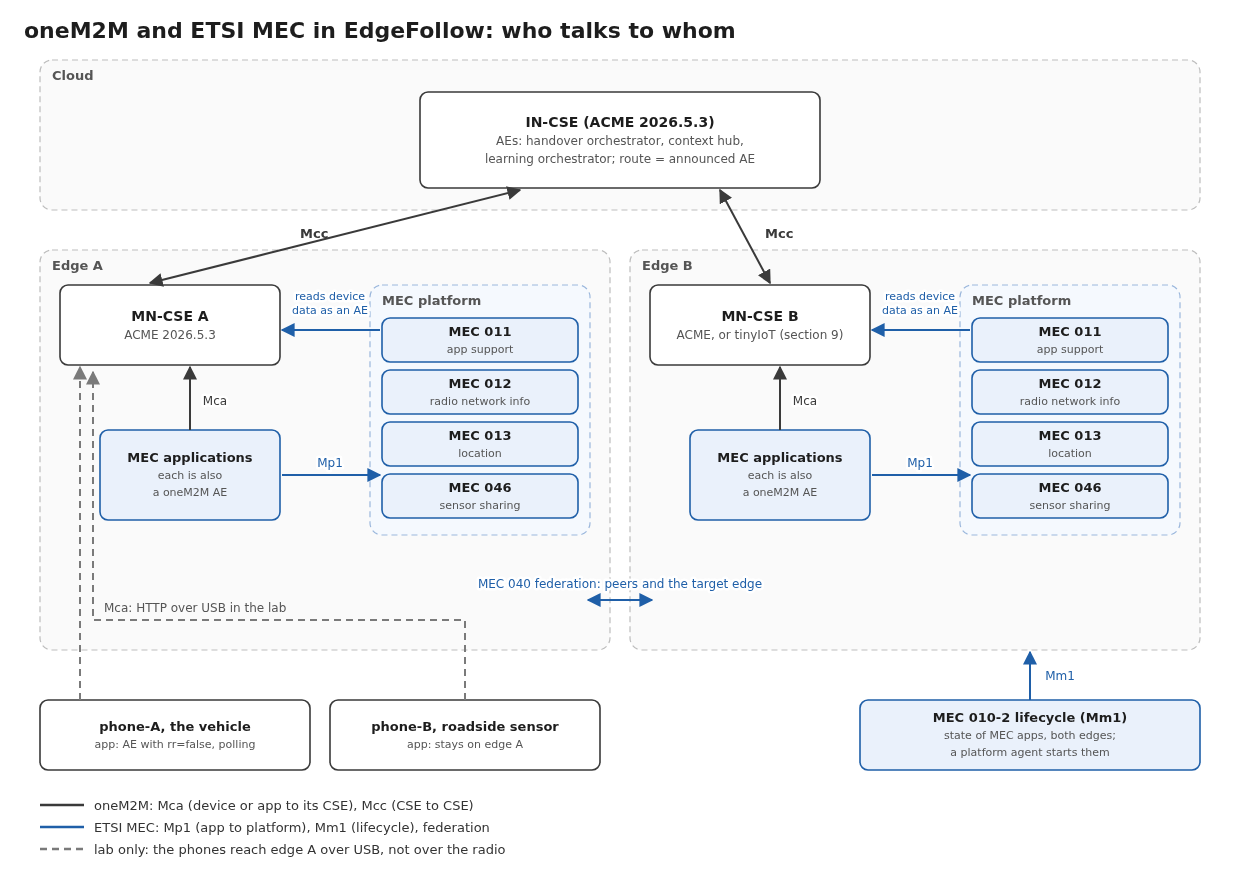 oneM2M and ETSI MEC in EdgeFollow: who talks to whom
Cloud
IN-CSE (ACME 2026.5.3)
AEs: handover orchestrator, context hub,
learning orchestrator; route = announced AE
Mcc
Mcc
Edge A
MN-CSE A
ACME 2026.5.3
reads device
data as an AE
MEC platform
MEC 011
app support
MEC 012
radio network info
MEC 013
location
MEC 046
sensor sharing
Mca
MEC applications
each is also
a oneM2M AE
Mp1
Edge B
MN-CSE B
ACME, or tinyIoT (section 9)
reads device
data as an AE
MEC platform
MEC 011
app support
MEC 012
radio network info
MEC 013
location
MEC 046
sensor sharing
Mca
MEC applications
each is also
a oneM2M AE
Mp1
MEC 040 federation: peers and the target edge
Mca: HTTP over USB in the lab
Mm1
phone-A, the vehicle
app: AE with rr=false, polling
phone-B, roadside sensor
app: stays on edge A
MEC 010-2 lifecycle (Mm1)
state of MEC apps, both edges;
a platform agent starts them
oneM2M: Mca (device or app to its CSE), Mcc (CSE to CSE)
ETSI MEC: Mp1 (app to platform), Mm1 (lifecycle), federation
lab only: the phones reach edge A over USB, not over the radio